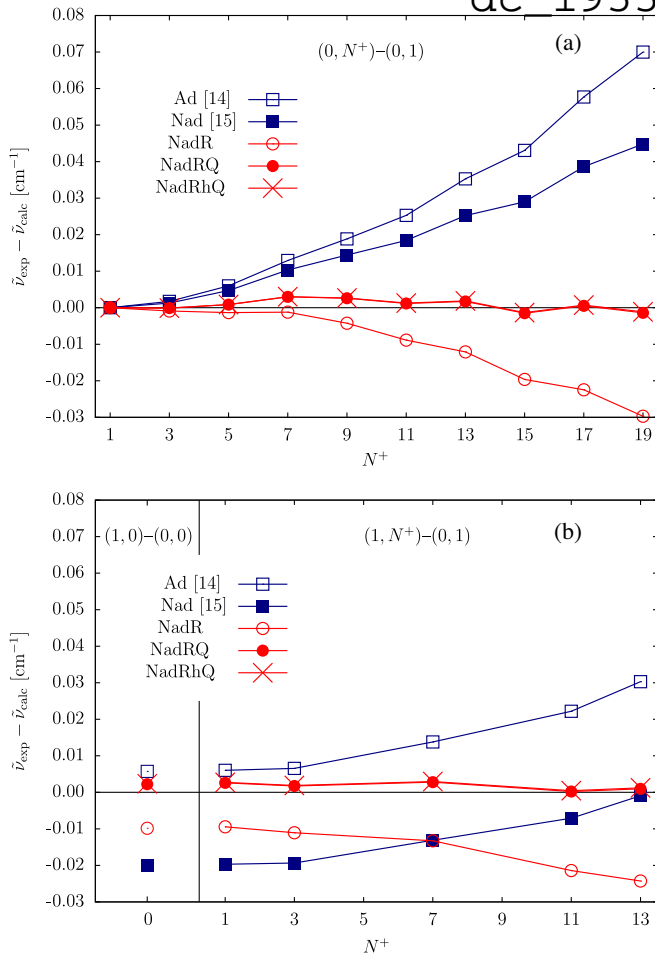 (a)
(0, N⁺)–(0, 1)
Ad [14]
Nad [15]
NadR
NadRQ
NadRhQ
ν̃exp − ν̃calc [cm⁻¹]
0.08
0.07
0.06
0.05
0.04
0.03
0.02
0.01
0.00
-0.01
-0.02
-0.03
1 3 5 7 9 11 13 15 17 19
N⁺
(b)
(1, 0)–(0, 0) (1, N⁺)–(0, 1)
Ad [14]
Nad [15]
NadR
NadRQ
NadRhQ
ν̃exp − ν̃calc [cm⁻¹]
0.08
0.07
0.06
0.05
0.04
0.03
0.02
0.01
0.00
-0.01
-0.02
-0.03
0 1 3 7 11 13
N⁺